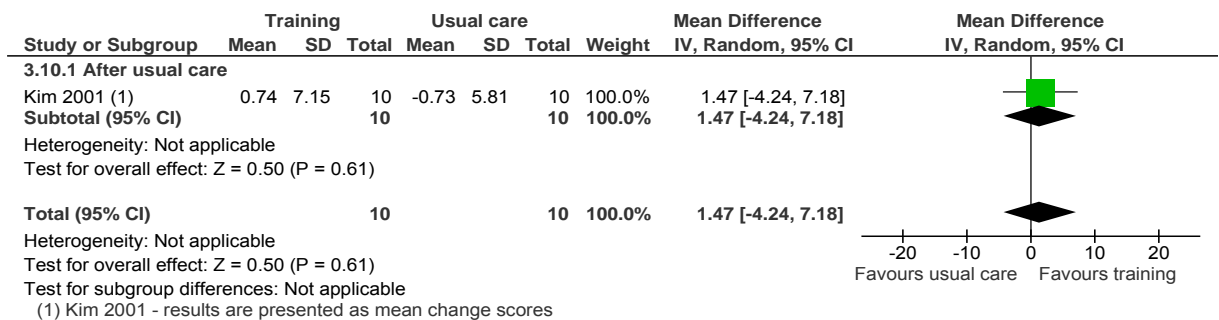 Training Usual care Mean Difference Mean Difference
Study or Subgroup Mean SD Total Mean SD Total Weight IV, Random, 95% CI IV, Random, 95% CI
3.10.1 After usual care
Kim 2001 (1) 0.74 7.15 10 -0.73 5.81 10 100.0% 1.47 [-4.24, 7.18]
Subtotal (95% CI) 10 10 100.0% 1.47 [-4.24, 7.18]
Heterogeneity: Not applicable
Test for overall effect: Z = 0.50 (P = 0.61)
Total (95% CI) 10 10 100.0% 1.47 [-4.24, 7.18]
Heterogeneity: Not applicable
Test for overall effect: Z = 0.50 (P = 0.61)
Test for subgroup differences: Not applicable
(1) Kim 2001 - results are presented as mean change scores
-20 -10 0 10 20
Favours usual care Favours training